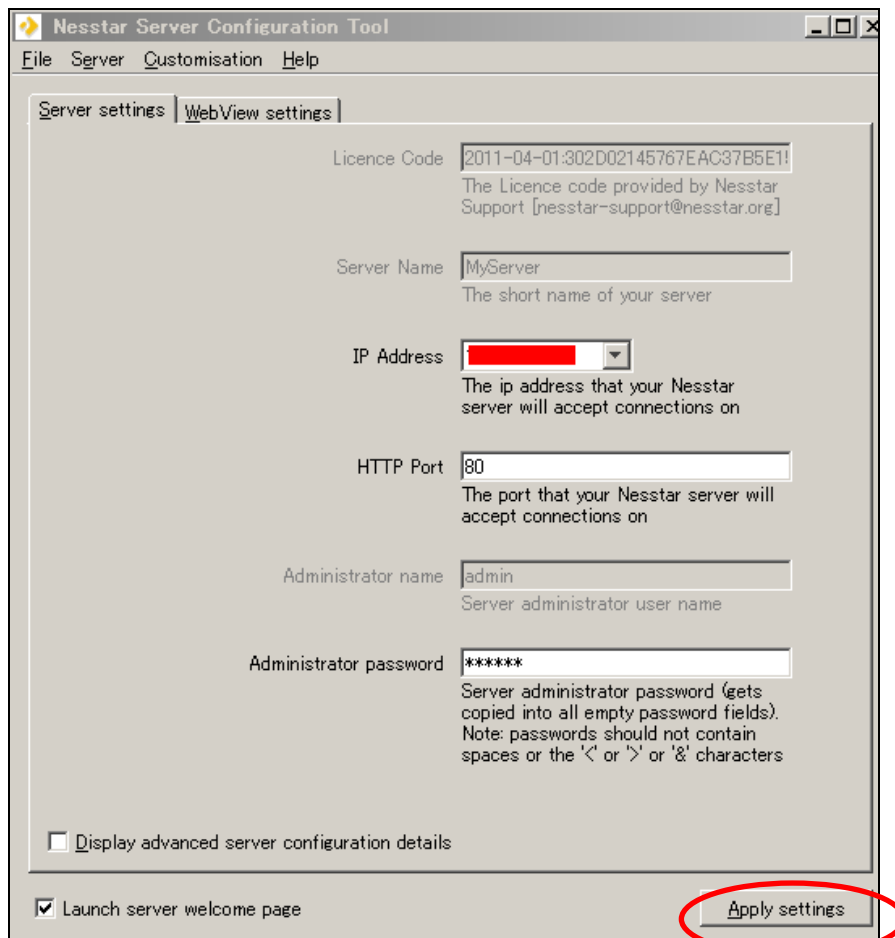 Nesstar Server Configuration Tool
File Server Customisation Help
Server settings WebView settings
Licence Code 2011-04-01:302D02145767EAC37B5E1
The Licence code provided by Nesstar
Support [nesstar-support@nesstar.org]
Server Name MyServer
The short name of your server
IP Address
The ip address that your Nesstar
server will accept connections on
HTTP Port 80
The port that your Nesstar server will
accept connections on
Administrator name admin
Server administrator user name
Administrator password ******
Server administrator password (gets
copied into all empty password fields).
Note: passwords should not contain
spaces or the '<' or '>' or '&' characters
Display advanced server configuration details
Launch server welcome page Apply settings